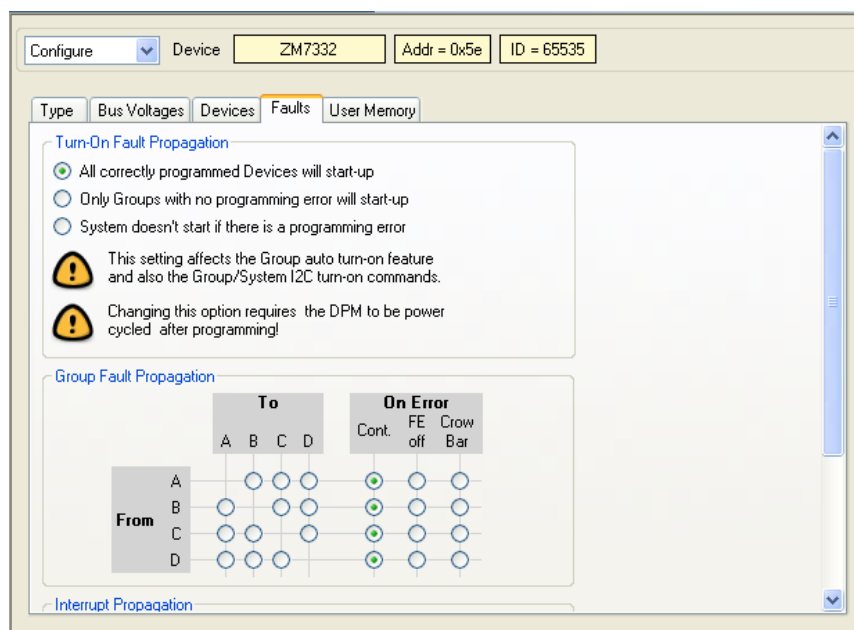 Configure Device ZM7332 Addr = 0x5e ID = 65535
Type Bus Voltages Devices Faults User Memory
Turn-On Fault Propagation
All correctly programmed Devices will start-up
Only Groups with no programming error will start-up
System doesn't start if there is a programming error
This setting affects the Group auto turn-on feature
and also the Group/System I2C turn-on commands.
Changing this option requires the DPM to be power
cycled after programming!
Group Fault Propagation
To On Error
Cont. FE off Crow Bar
A B C D
From
A
B
C
D
Interrupt Propagation